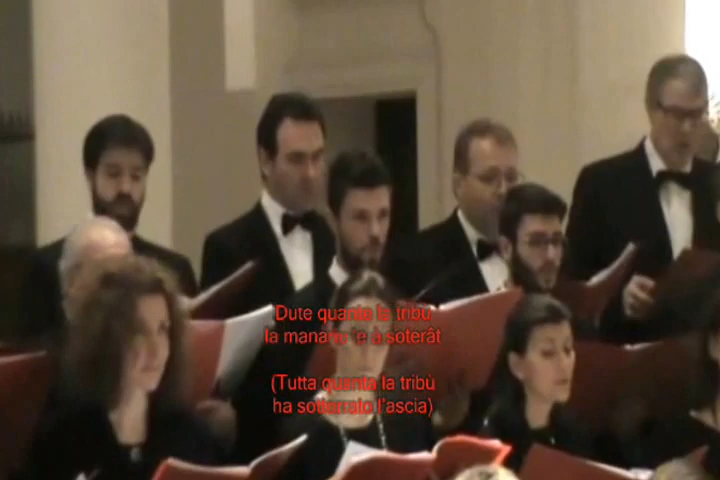 Dute quante la tribù
la manarie e à soterât
(Tutta quanta la tribù
ha sotterrato l'ascia)